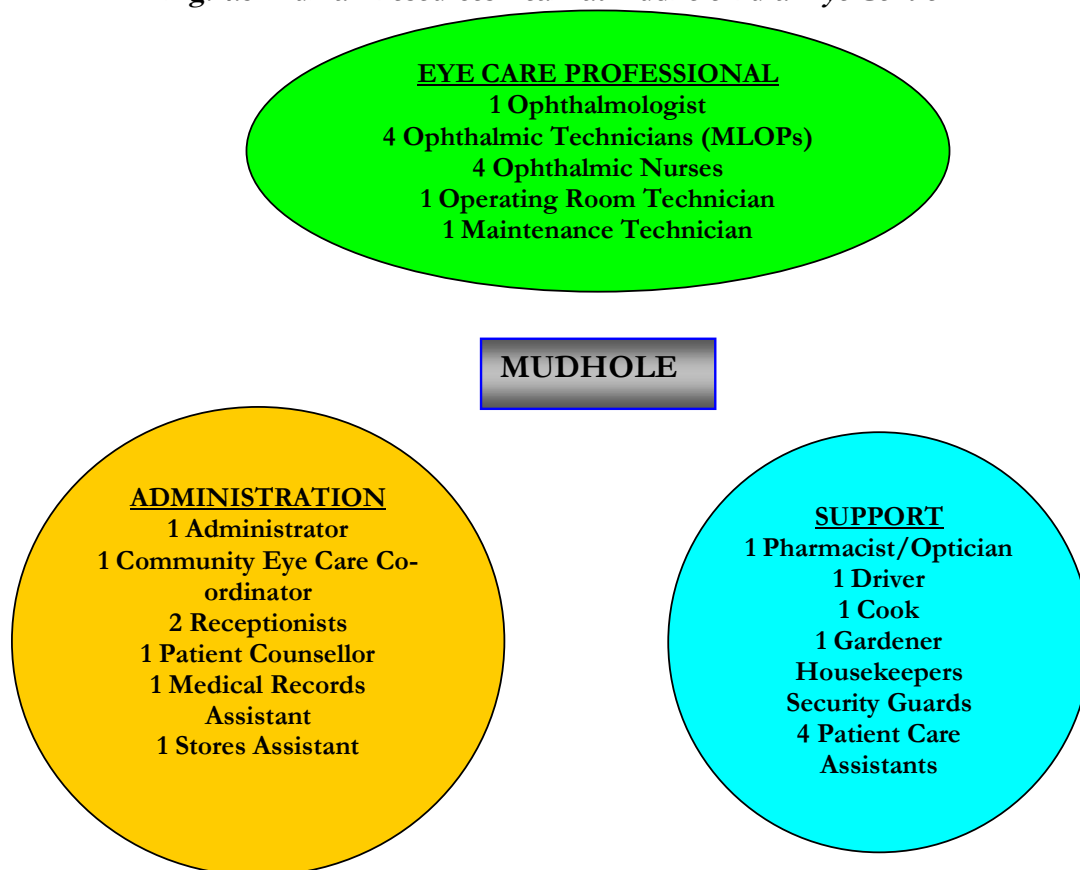 EYE CARE PROFESSIONAL
1 Ophthalmologist
4 Ophthalmic Technicians (MLOPs)
4 Ophthalmic Nurses
1 Operating Room Technician
1 Maintenance Technician
MUDHOLE
ADMINISTRATION
1 Administrator
1 Community Eye Care Co-
ordinator
2 Receptionists
1 Patient Counsellor
1 Medical Records
Assistant
1 Stores Assistant
SUPPORT
1 Pharmacist/Optician
1 Driver
1 Cook
1 Gardener
Housekeepers
Security Guards
4 Patient Care
Assistants